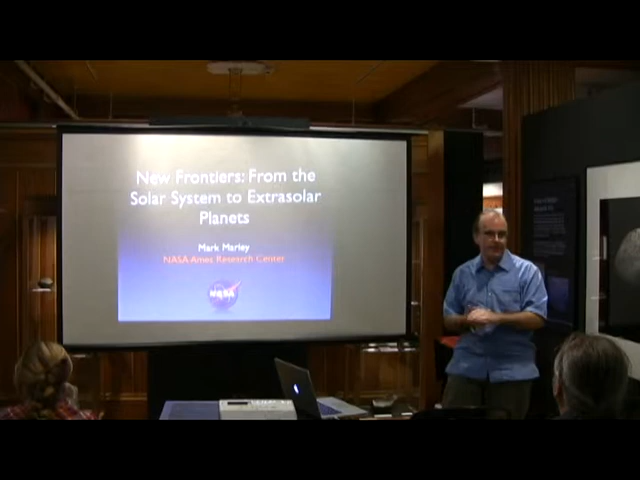 New Frontiers: From the
Solar System to Extrasolar
Planets
Mark Marley
NASA Ames Research Center
NASA